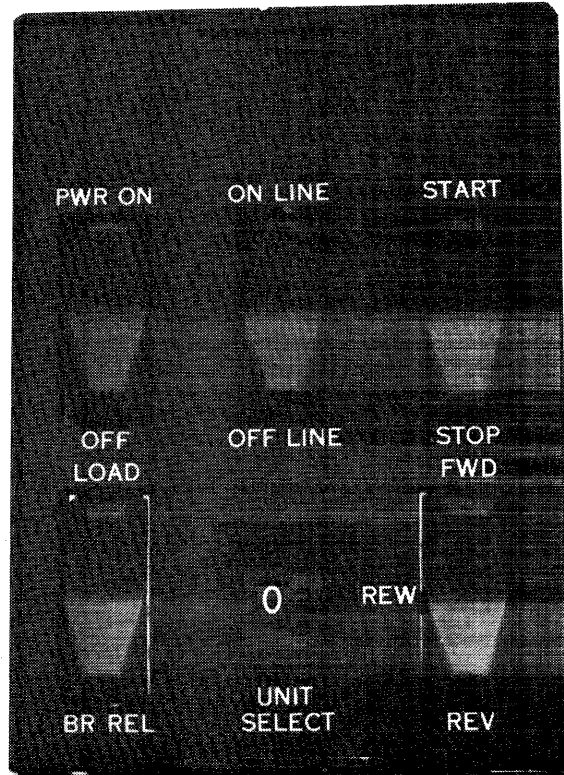 PWR ON
ON LINE
START
OFF
OFF LINE
STOP
LOAD
FWD
0
REW
BR REL
UNIT
SELECT
REV